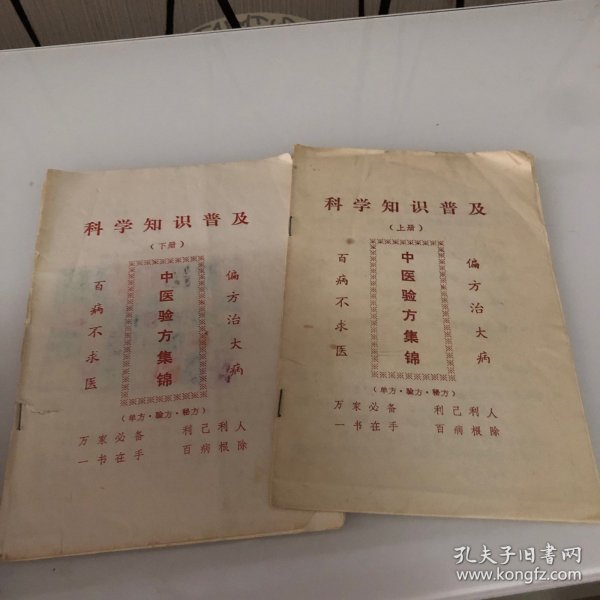 科学知识普及
（下册）
偏方治大病
中医验方集锦
百病不求医
（单方·验方·秘方）
万家必备 利己利人
一书在手 百病根除
科学知识普及
（上册）
偏方治大病
中医验方集锦
百病不求医
（单方·验方·秘方）
万家必备 利己利人
一书在手 百病根除
孔夫子旧书网
www.kongfz.com